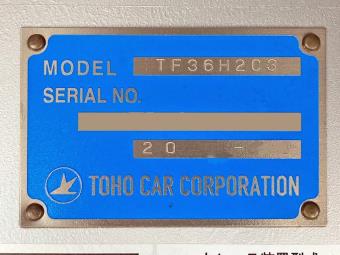 MODEL TF36H2C3
SERIAL NO.
20 -
TOHO CAR CORPORATION